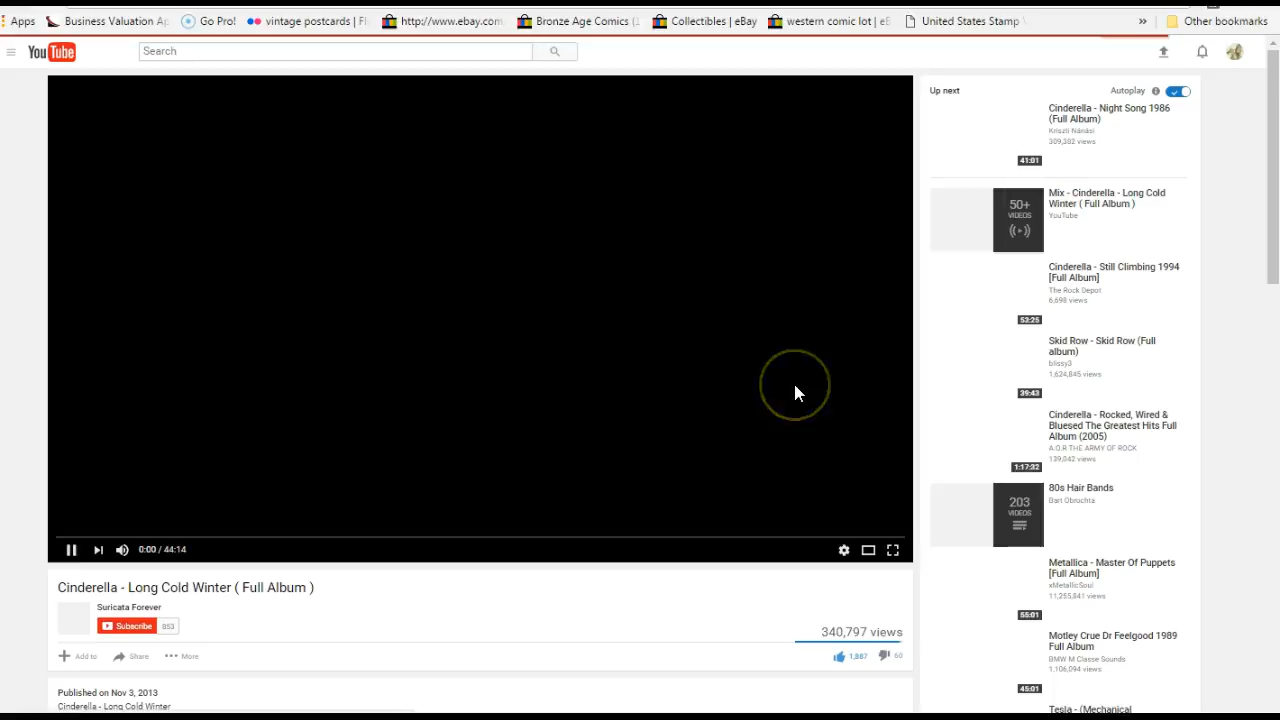 Apps Business Valuation Ap Go Pro! vintage postcards | Fl http://www.ebay.com Bronze Age Comics (1 Collectibles | eBay western comic lot | eB United States Stamp » Other bookmarks
YouTube Search
Up next Autoplay
Cinderella - Night Song 1986
(Full Album)
Kriszti Nánási
309,382 views
41:01
Mix - Cinderella - Long Cold
Winter ( Full Album )
YouTube
50+
VIDEOS
Cinderella - Still Climbing 1994
[Full Album]
The Rock Depot
6,698 views
53:25
Skid Row - Skid Row (Full
album)
blissy3
1,624,845 views
39:43
Cinderella - Rocked, Wired &
Bluesed The Greatest Hits Full
Album (2005)
A.O.R THE ARMY OF ROCK
139,042 views
1:17:32
80s Hair Bands
Bart Obrochta
203
VIDEOS
Metallica - Master Of Puppets
[Full Album]
xMetallicSoul
11,255,841 views
55:01
Motley Crue Dr Feelgood 1989
Full Album
BMW M Classe Sounds
1,106,094 views
45:01
Tesla - (Mechanical
0:00 / 44:14
Cinderella - Long Cold Winter ( Full Album )
Suricata Forever
Subscribe 853
340,797 views
Add to Share More 1,887 60
Published on Nov 3, 2013
Cinderella - Long Cold Winter